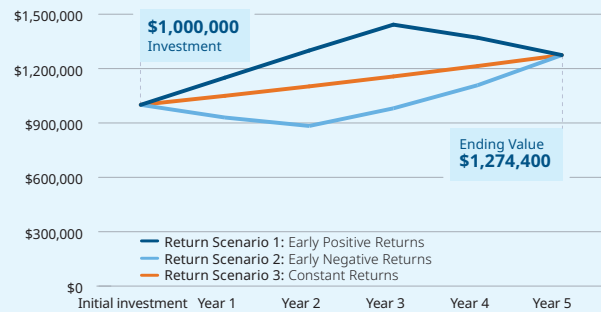 $1,500,000
$1,000,000
Investment
$1,200,000
$900,000
Ending Value
$1,274,400
$600,000
$300,000
Return Scenario 1: Early Positive Returns
Return Scenario 2: Early Negative Returns
Return Scenario 3: Constant Returns
$0
Initial investment Year 1 Year 2 Year 3 Year 4 Year 5